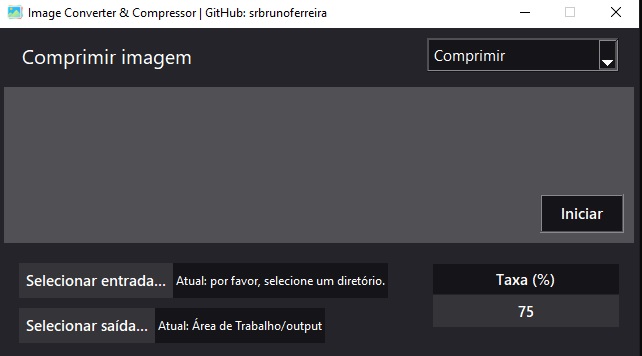 Image Converter & Compressor | GitHub: srbrunoferreira
Comprimir imagem
Comprimir
Iniciar
Selecionar entrada...
Atual: por favor, selecione um diretório.
Taxa (%)
75
Selecionar saída...
Atual: Área de Trabalho/output